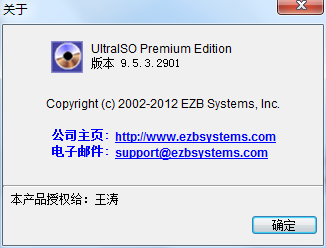 关于
UltraISO Premium Edition
版本 9.5.3.2901
Copyright (c) 2002-2012 EZB Systems, Inc.
公司主页: http://www.ezbsystems.com
电子邮件: support@ezbsystems.com
本产品授权给: 王涛
确定